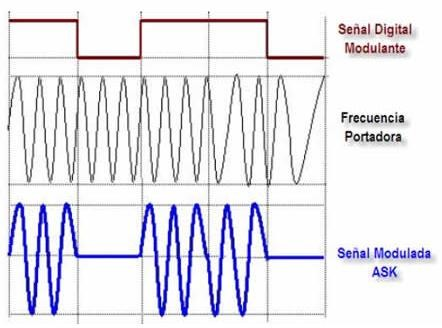 Señal Digital
Modulante
Frecuencia
Portadora
Señal Modulada
ASK